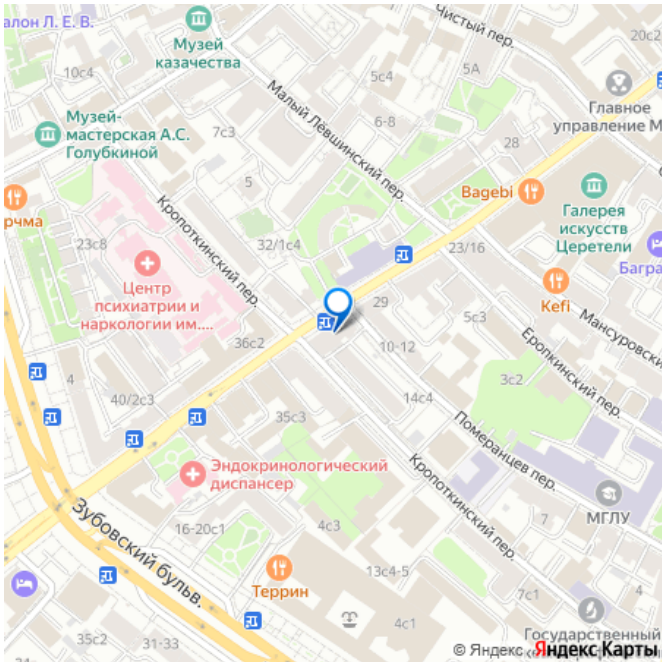 алон Л. Е. В.
Музей
казачества
Чистый пер.
20с2
10с4
5А
5с4
Главное
управление М
Музей-
мастерская А.С.
Голубкиной
7с3
6-8
Малый Лёвшинский пер.
28
5
Bagebi
рчма
Кропоткинский пер.
Галерея
искусств
Церетели
23с8
32/1с4
23/16
Багра
Центр
психиатрии и
наркологии им....
29
Kefi
Мансуровски
36с2
10-12
5с3
Еропкинский пер.
4
3с2
40/2с3
14с4
35с3
Померанцев пер.
Эндокринологический
диспансер
Кропоткинский пер.
МГЛУ
Зубовский бульв.
16-20с1
4с3
7
Террин
13с4-5
7с1
4с1
35с2
31-33
Государственный
© Яндекс Яндекс Карты